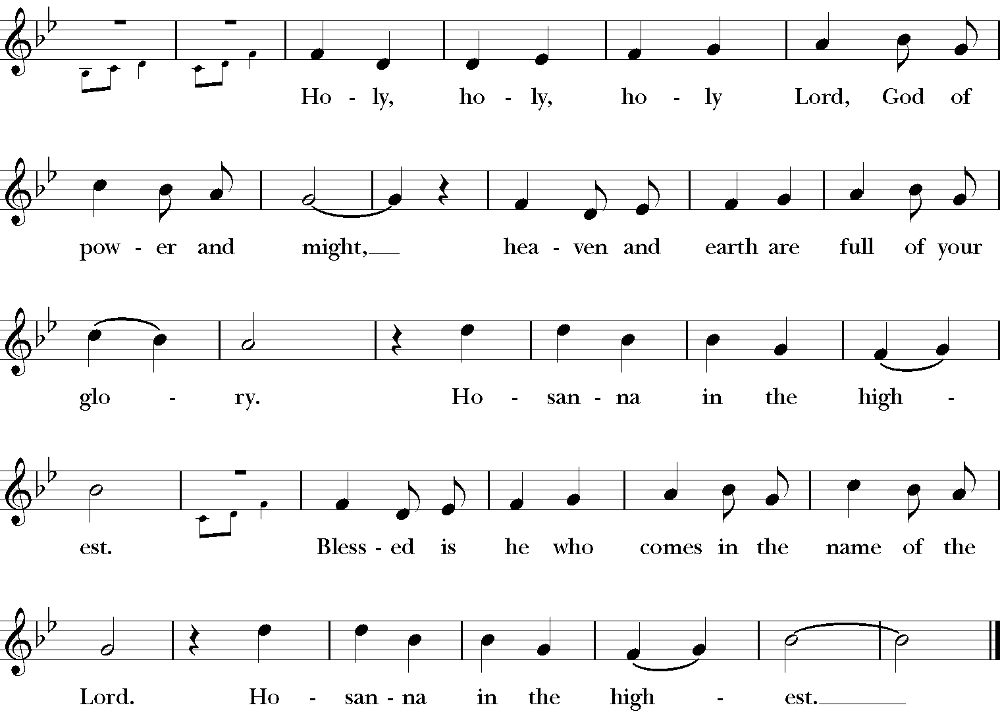 Ho - ly, ho - ly, ho - ly Lord, God of
pow - er and might, hea - ven and earth are full of your
glo - ry. Ho - san - na in the high -
est. Bless - ed is he who comes in the name of the
Lord. Ho - san - na in the high - est.